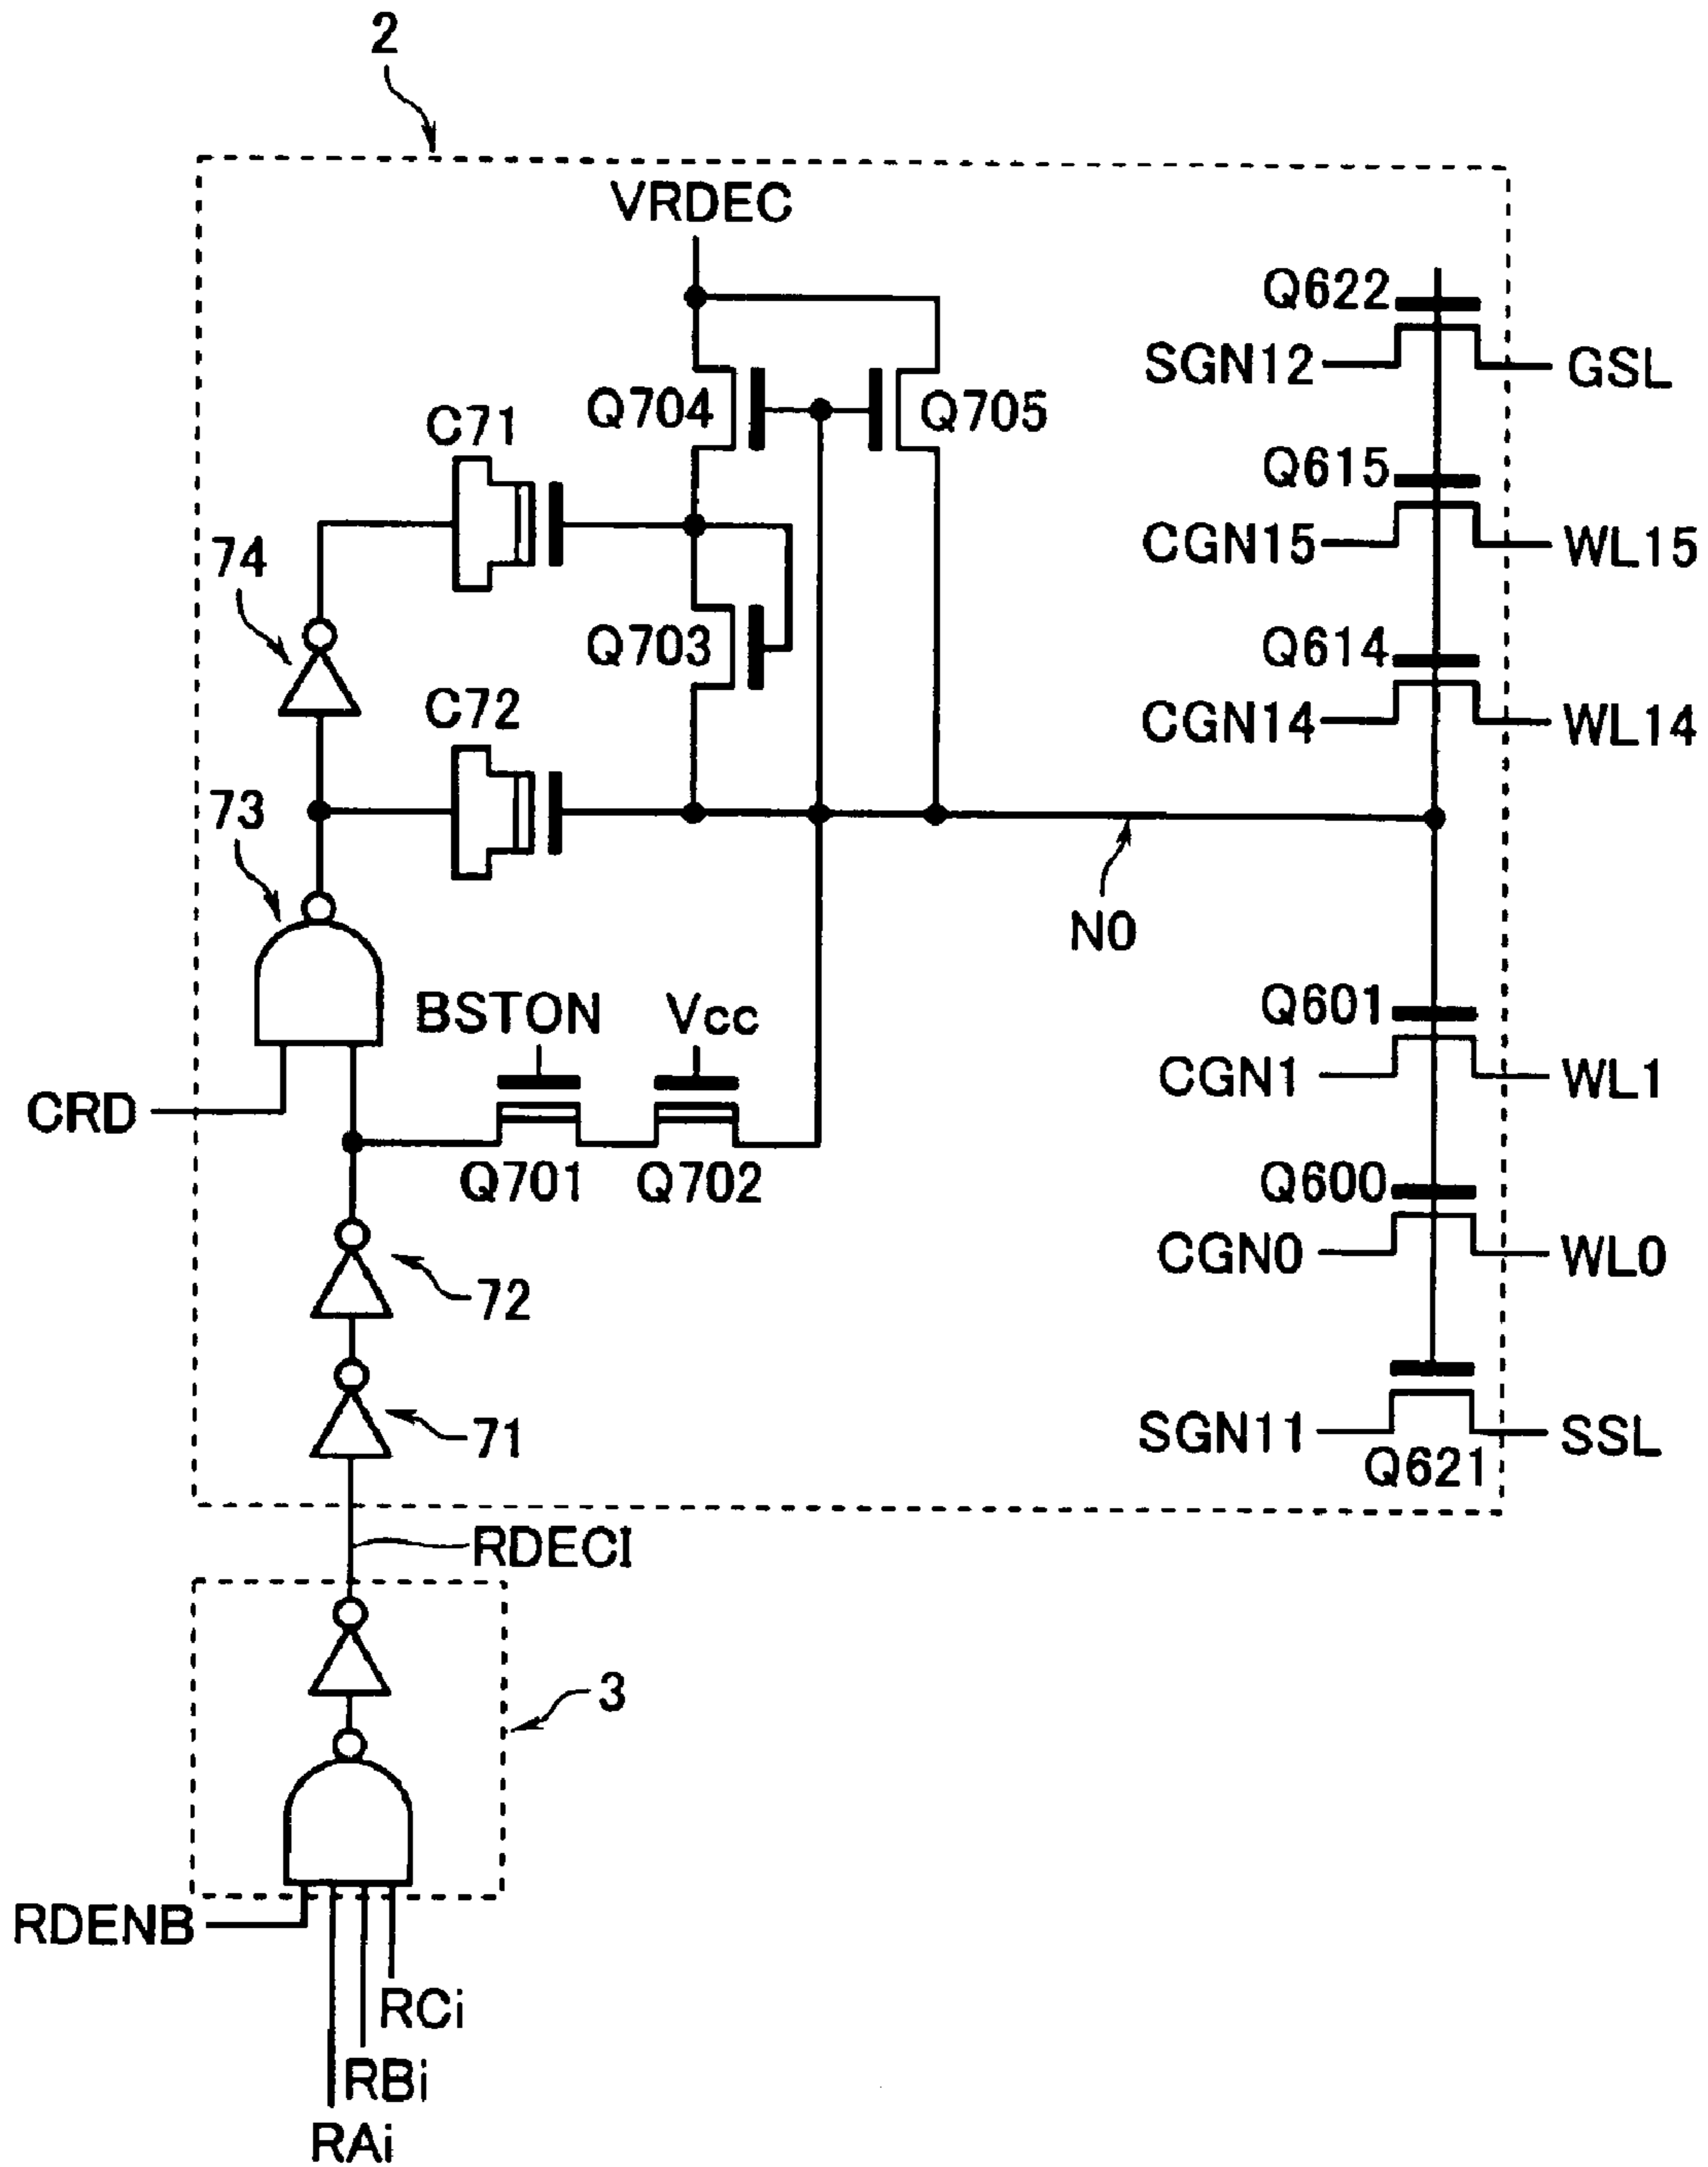 2
VRDEC
Q622
SGN12
GSL
Q704
Q705
C71
Q615
CGN15
WL15
74
Q703
Q614
C72
CGN14
WL14
73
N0
BSTON
Vcc
Q601
CGN1
WL1
CRD
Q701
Q702
Q600
CGN0
WL0
72
71
SGN11
SSL
Q621
RDECI
3
RDENB
RCi
RBi
RAi